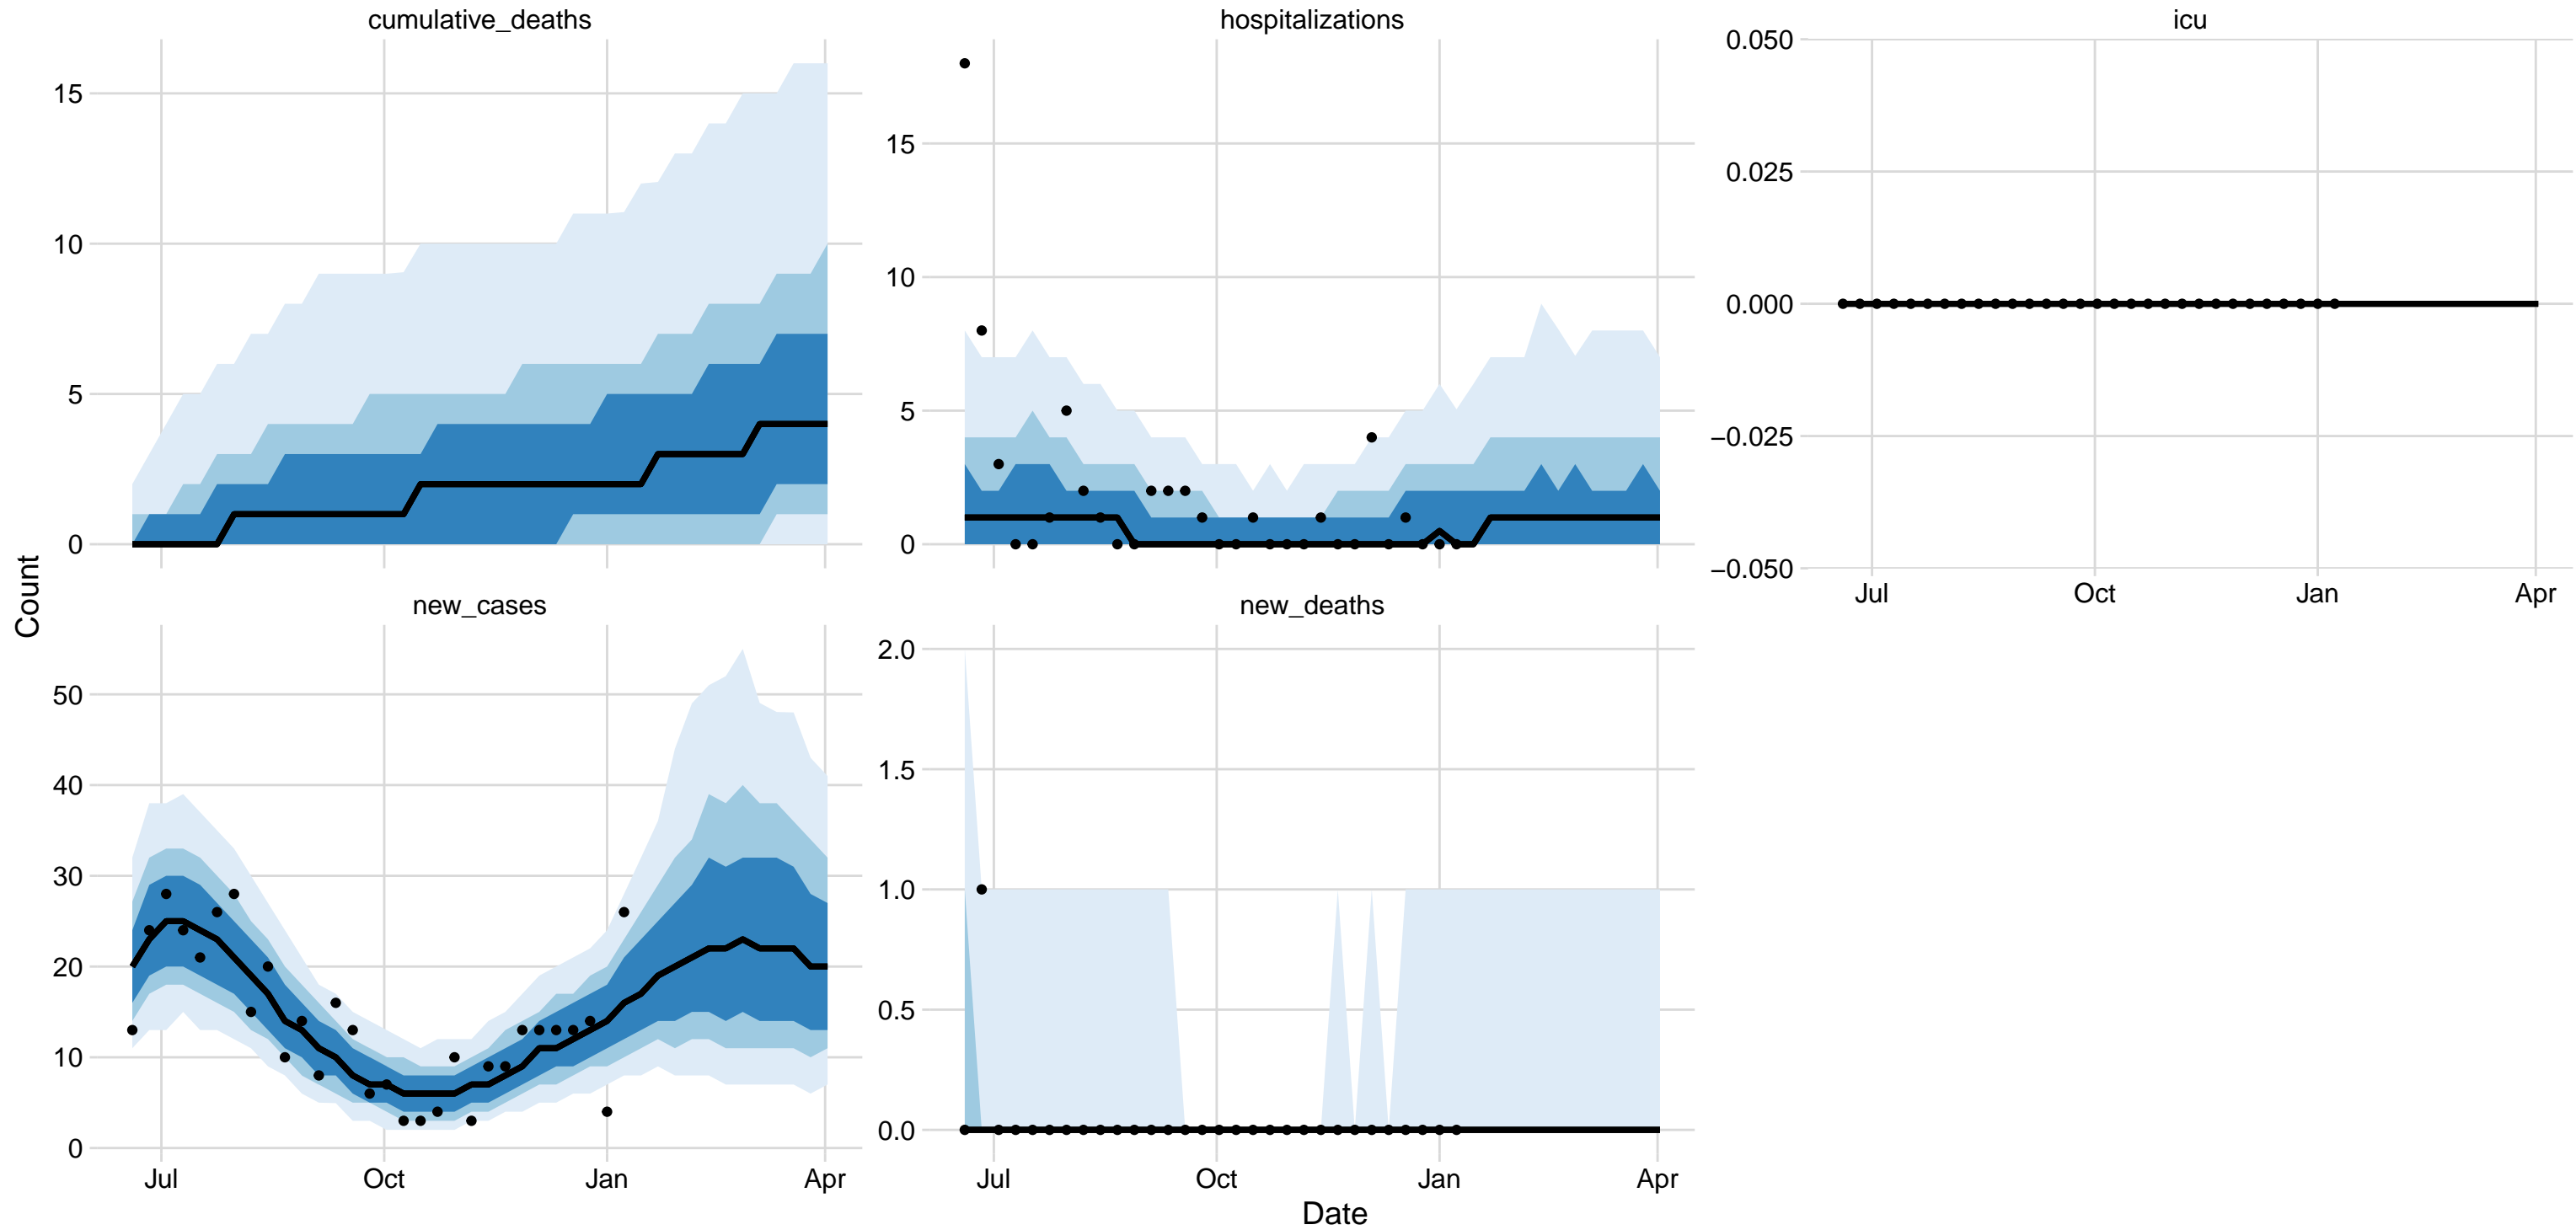 cumulative_deaths
hospitalizations
icu
15
10
5
0
15
10
5
0
0.050
0.025
0.000
−0.025
−0.050
Jul Oct Jan Apr
Count
new_cases
new_deaths
50
40
30
20
10
0
2.0
1.5
1.0
0.5
0.0
Jul Oct Jan Apr
Jul Oct Jan Apr
Date